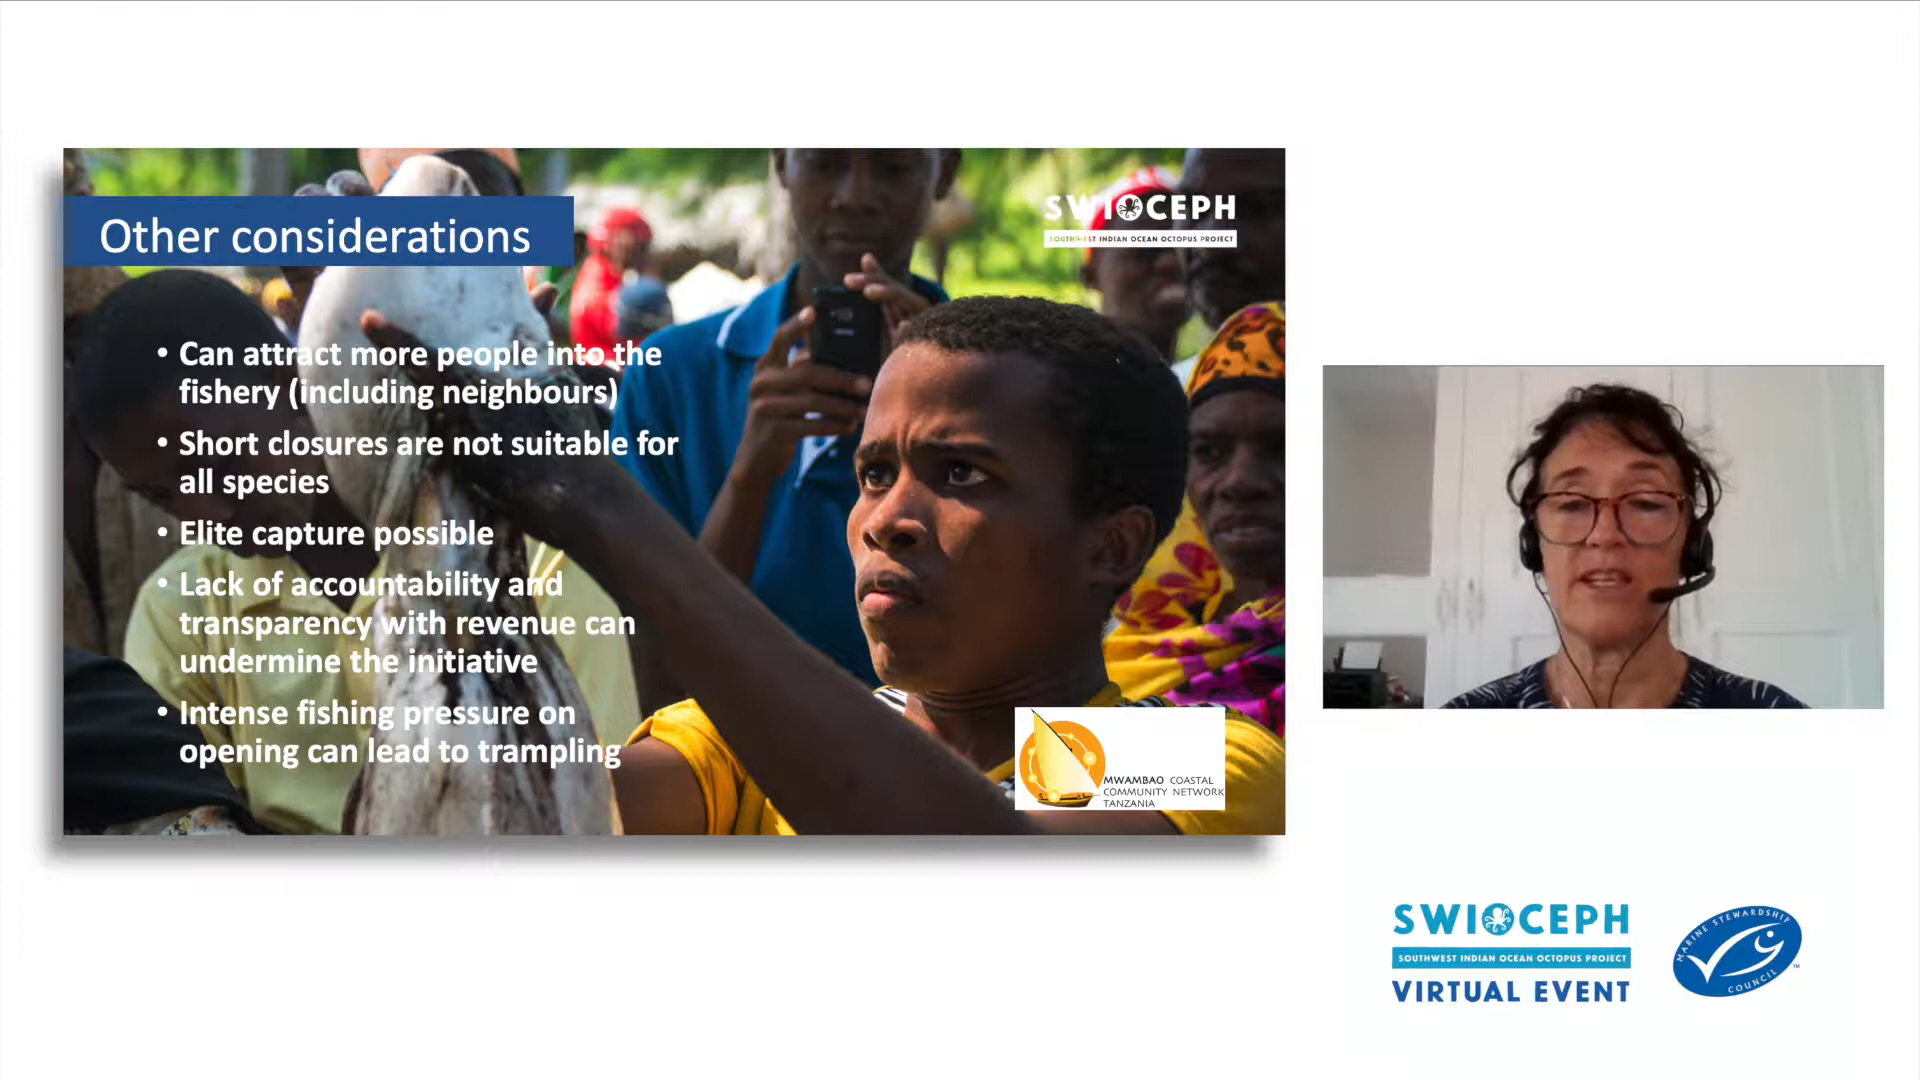 Other considerations
SWIOCEPH
SOUTHWEST INDIAN OCEAN OCTOPUS PROJECT
• Can attract more people into the
fishery (including neighbours)
• Short closures are not suitable for
all species
• Elite capture possible
• Lack of accountability and
transparency with revenue can
undermine the initiative
• Intense fishing pressure on
opening can lead to trampling
MWAMBAO COASTAL
COMMUNITY NETWORK
TANZANIA
SWIOCEPH
SOUTHWEST INDIAN OCEAN OCTOPUS PROJECT
VIRTUAL EVENT
MARINE STEWARDSHIP
COUNCIL
TM